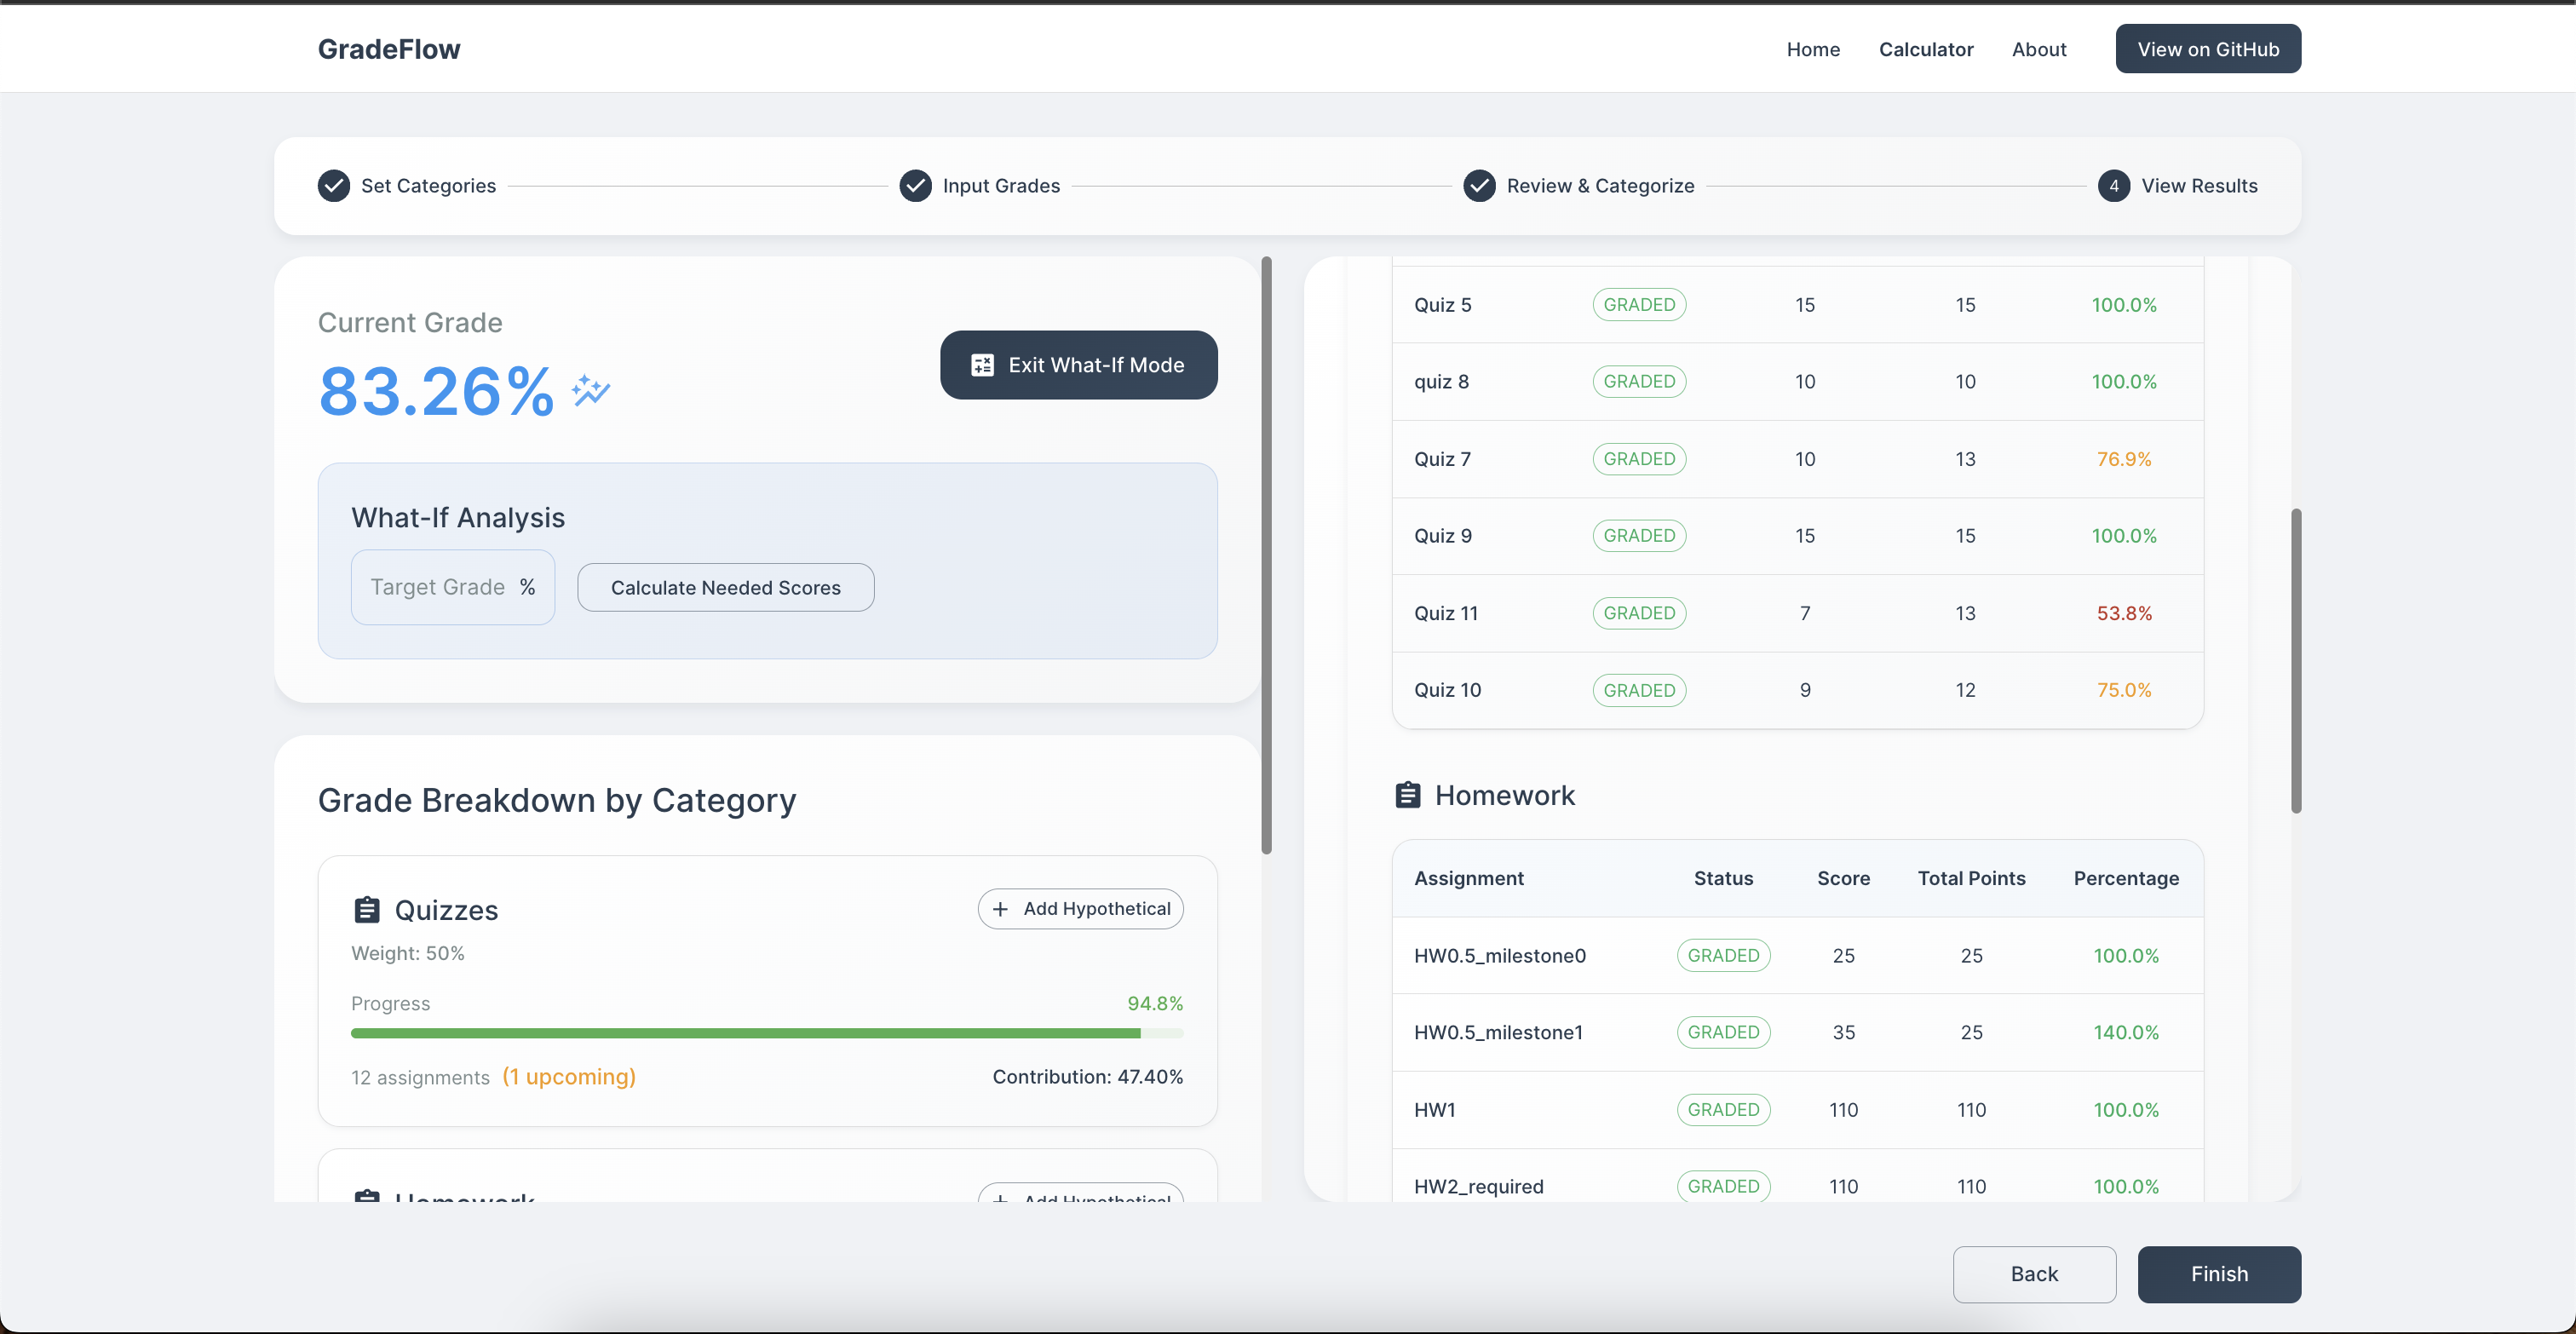 GradeFlow
Home Calculator About View on GitHub
Set Categories Input Grades Review & Categorize 4 View Results
Current Grade
83.26%
Exit What-If Mode
What-If Analysis
Target Grade % Calculate Needed Scores
Grade Breakdown by Category
Quizzes + Add Hypothetical
Weight: 50%
Progress 94.8%
12 assignments (1 upcoming) Contribution: 47.40%
Homework + Add Hypothetical
Quiz 5 GRADED 15 15 100.0%
quiz 8 GRADED 10 10 100.0%
Quiz 7 GRADED 10 13 76.9%
Quiz 9 GRADED 15 15 100.0%
Quiz 11 GRADED 7 13 53.8%
Quiz 10 GRADED 9 12 75.0%
Homework
Assignment Status Score Total Points Percentage
HW0.5_milestone0 GRADED 25 25 100.0%
HW0.5_milestone1 GRADED 35 25 140.0%
HW1 GRADED 110 110 100.0%
HW2_required GRADED 110 110 100.0%
Back Finish